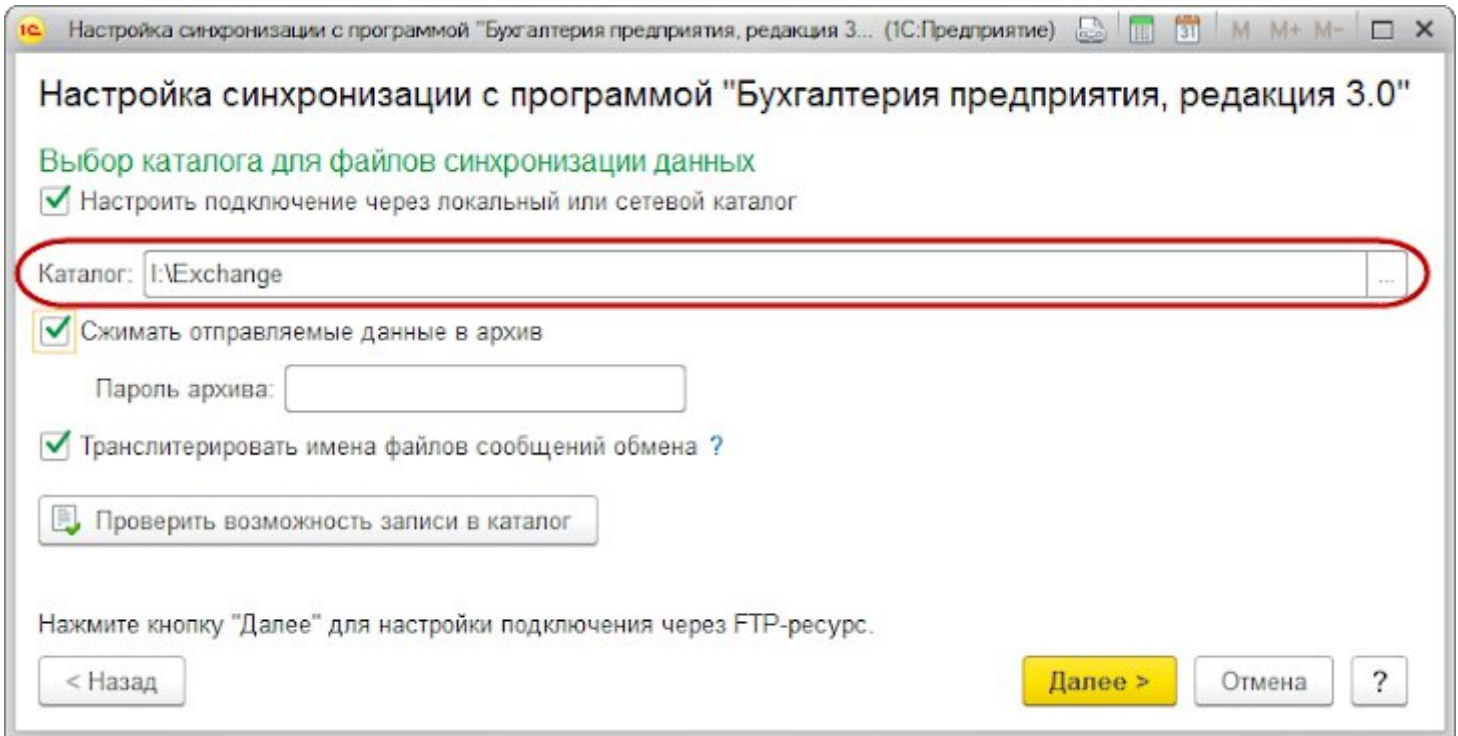 1С Настройка синхронизации с программой "Бухгалтерия предприятия, редакция 3... (1С:Предприятие) 31 M M+ M-
Настройка синхронизации с программой "Бухгалтерия предприятия, редакция 3.0"
Выбор каталога для файлов синхронизации данных
Настроить подключение через локальный или сетевой каталог
Каталог: I:\Exchange ...
Сжимать отправляемые данные в архив
Пароль архива:
Транслитерировать имена файлов сообщений обмена ?
Проверить возможность записи в каталог
Нажмите кнопку "Далее" для настройки подключения через FTP-ресурс.
< Назад Далее > Отмена ?